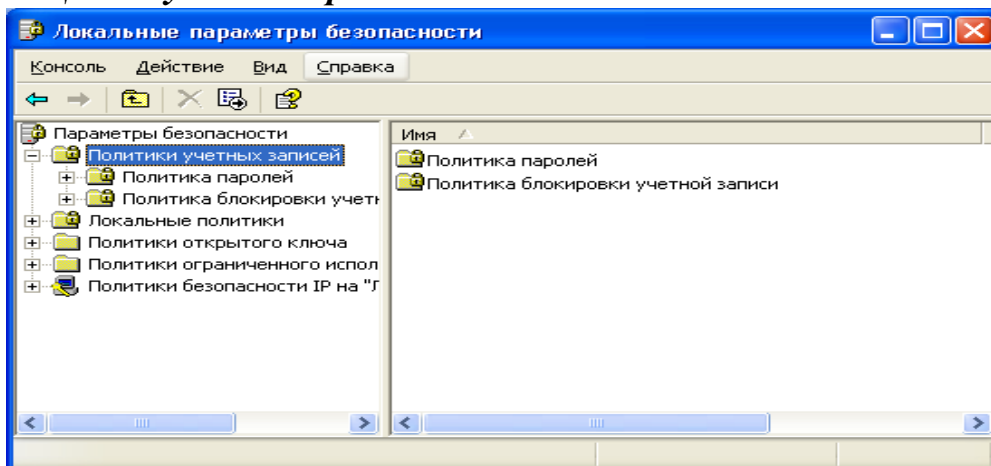 Локальные параметры безопасности
Консоль Действие Вид Справка
Параметры безопасности
Политики учетных записей
Политика паролей
Политика блокировки учетн
Локальные политики
Политики открытого ключа
Политики ограниченного испол
Политики безопасности IP на "Л
Имя
Политика паролей
Политика блокировки учетной записи